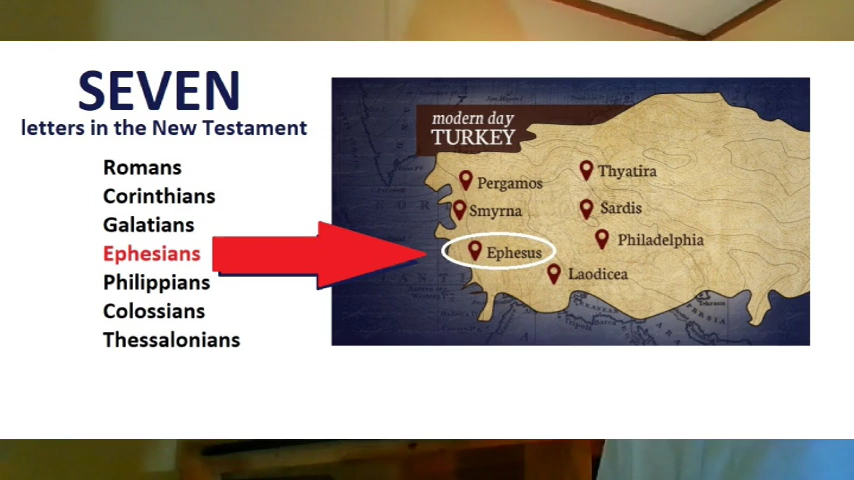 SEVEN
letters in the New Testament
Romans
Corinthians
Galatians
Ephesians
Philippians
Colossians
Thessalonians
modern day
TURKEY
Pergamos
Thyatira
Smyrna
Sardis
Philadelphia
Ephesus
Laodicea